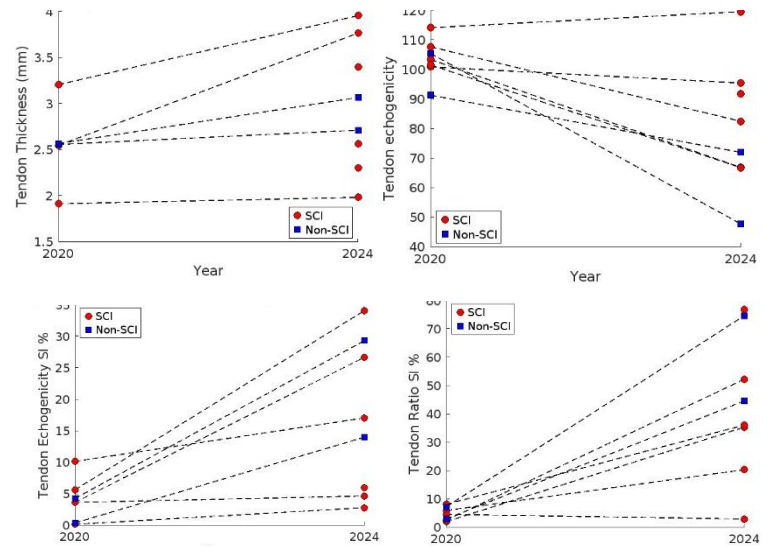 4
3.5
3
2.5
2
1.5
Tendon Thickness (mm)
SCI
Non-SCI
2020
2024
Year
120
110
100
90
80
70
60
50
40
Tendon echogenicity
SCI
Non-SCI
2020
2024
Year
35
30
25
20
15
10
5
0
Tendon Echogenicity SI %
SCI
Non-SCI
2020
2024
80
70
60
50
40
30
20
10
0
Tendon Ratio SI %
SCI
Non-SCI
2020
2024